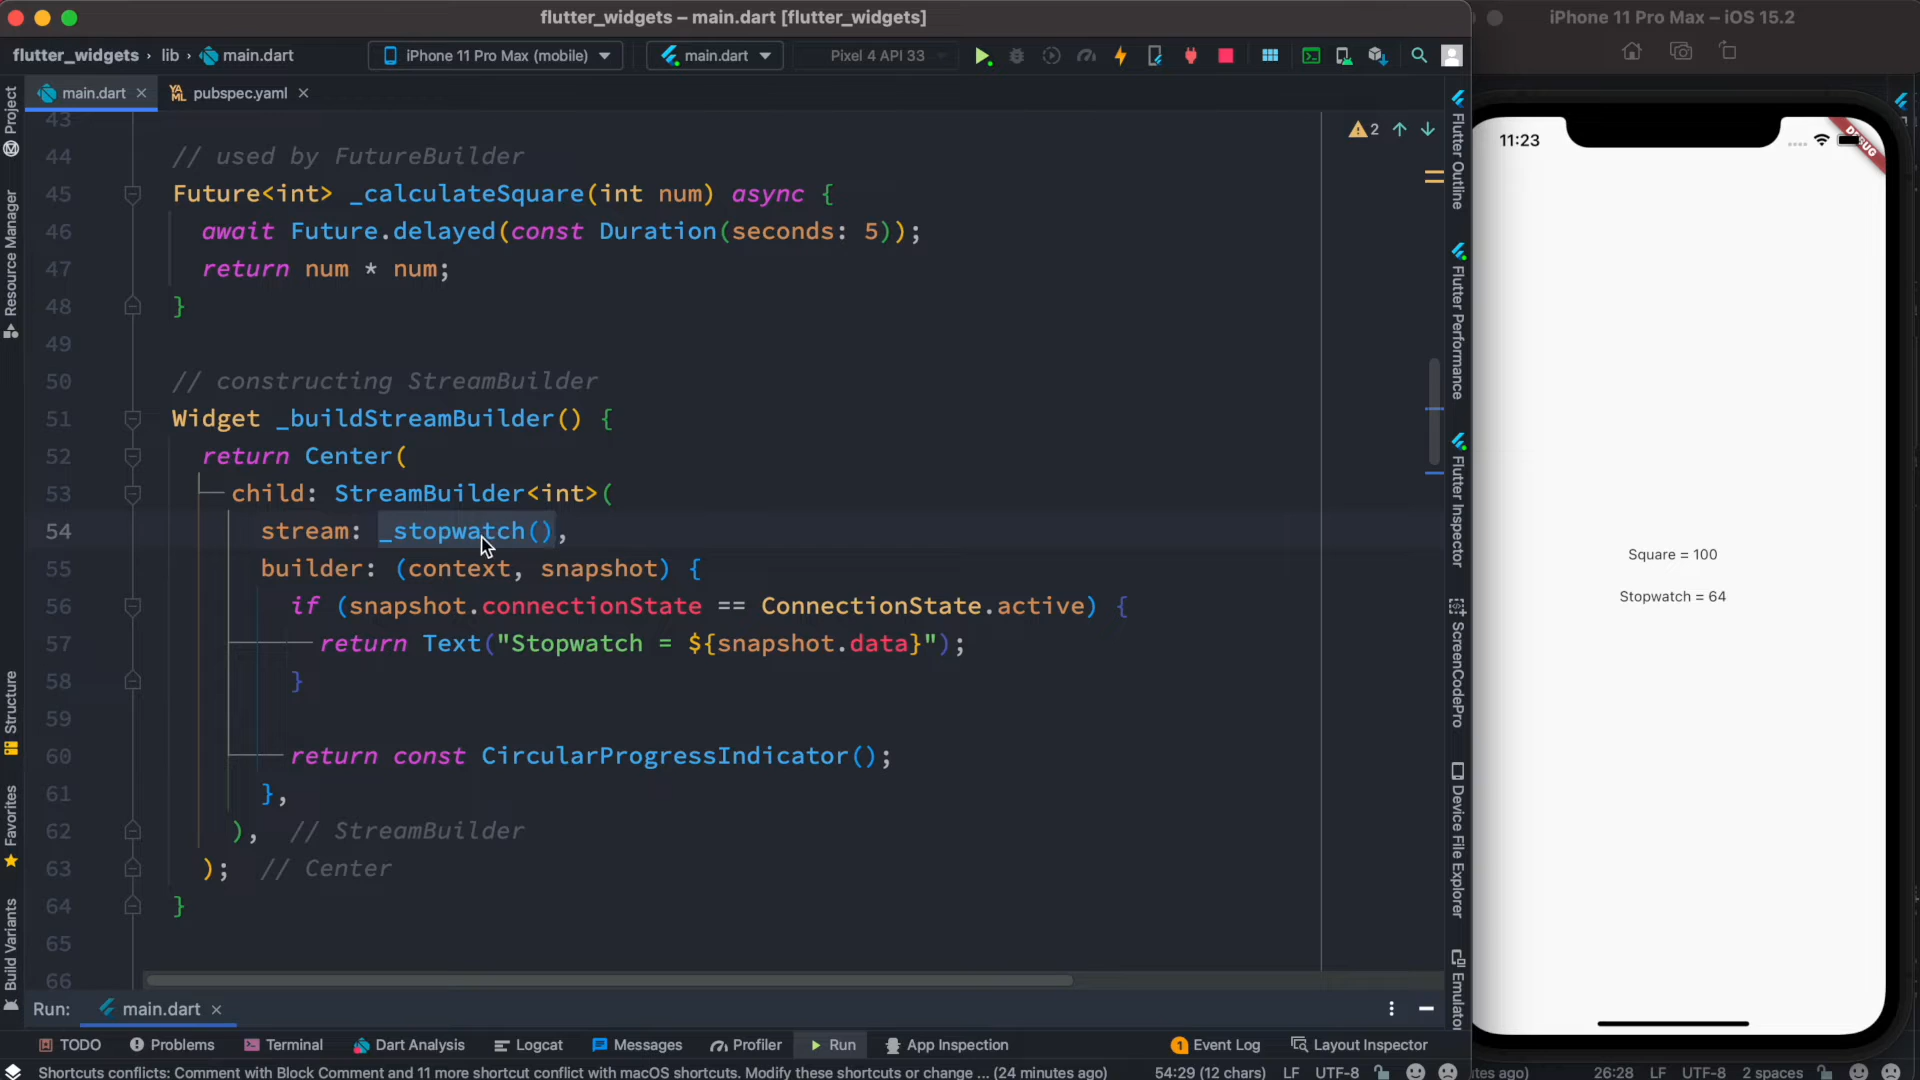 flutter_widgets – main.dart [flutter_widgets]
iPhone 11 Pro Max – iOS 15.2
flutter_widgets › lib › main.dart
iPhone 11 Pro Max (mobile)
main.dart
Pixel 4 API 33
main.dart
pubspec.yaml
2
43
44 // used by FutureBuilder
45 Future<int> _calculateSquare(int num) async {
46 await Future.delayed(const Duration(seconds: 5));
47 return num * num;
48 }
49
50 // constructing StreamBuilder
51 Widget _buildStreamBuilder() {
52 return Center(
53 child: StreamBuilder<int>(
54 stream: _stopwatch(),
55 builder: (context, snapshot) {
56 if (snapshot.connectionState == ConnectionState.active) {
57 return Text("Stopwatch = ${snapshot.data}");
58 }
59
60 return const CircularProgressIndicator();
61 },
62 ), // StreamBuilder
63 ); // Center
64 }
65
66
Project
Resource Manager
Structure
Favorites
Build Variants
Flutter Outline
Flutter Performance
Flutter Inspector
ScreenCodePro
Device File Explorer
Emulato
11:23
DEBUG
Square = 100
Stopwatch = 64
Run: main.dart
TODO Problems Terminal Dart Analysis Logcat Messages Profiler Run App Inspection 1 Event Log Layout Inspector
Shortcuts conflicts: Comment with Block Comment and 11 more shortcut conflict with macOS shortcuts. Modify these shortcuts or change ... (24 minutes ago) 54:29 (12 chars) LF UTF-8
tes ago) 26:28 LF UTF-8 2 spaces